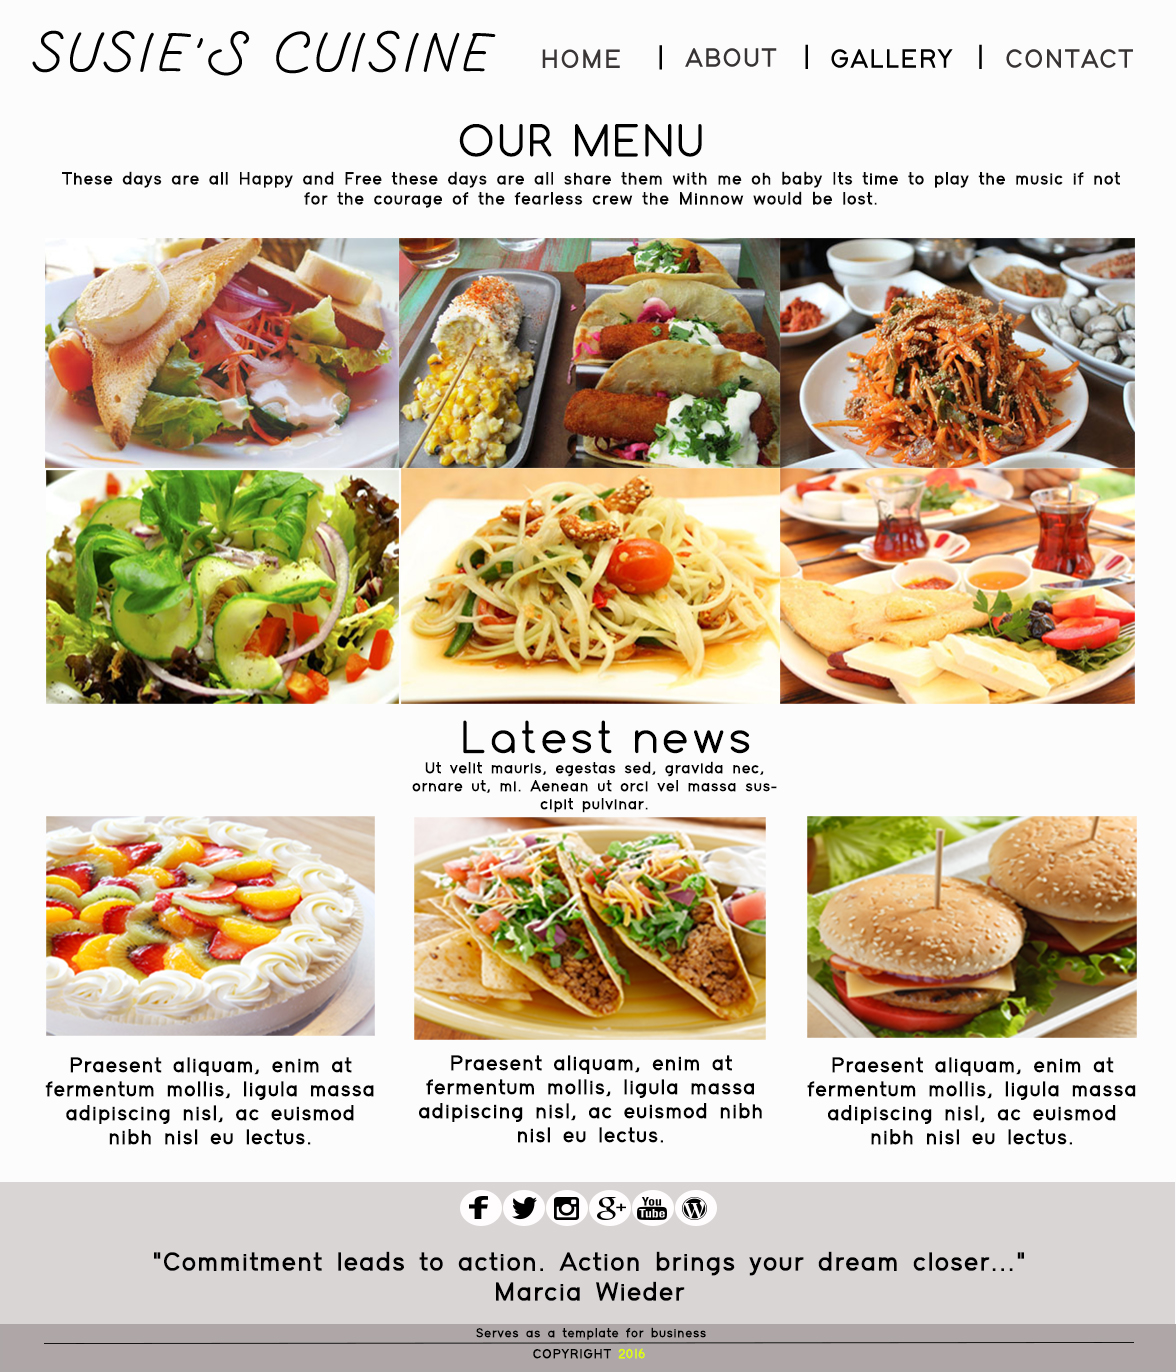 SUSIE'S CUISINE
HOME | ABOUT | GALLERY | CONTACT
OUR MENU
These days are all Happy and Free these days are all share them with me oh baby Its time to play the music if not
for the courage of the fearless crew the Minnow would be lost.
Latest news
Ut velit mauris, egestas sed, gravida nec,
ornare ut, mi. Aenean ut orci vel massa sus-
cipit pulvinar.
Praesent aliquam, enim at
fermentum mollis, ligula massa
adipiscing nisl, ac euismod
nibh nisl eu lectus.
Praesent aliquam, enim at
fermentum mollis, ligula massa
adipiscing nisl, ac euismod nibh
nisl eu lectus.
Praesent aliquam, enim at
fermentum mollis, ligula massa
adipiscing nisl, ac euismod
nibh nisl eu lectus.
f g+ You Tube W
"Commitment leads to action. Action brings your dream closer..."
Marcia Wieder
Serves as a template for business
COPYRIGHT 2016